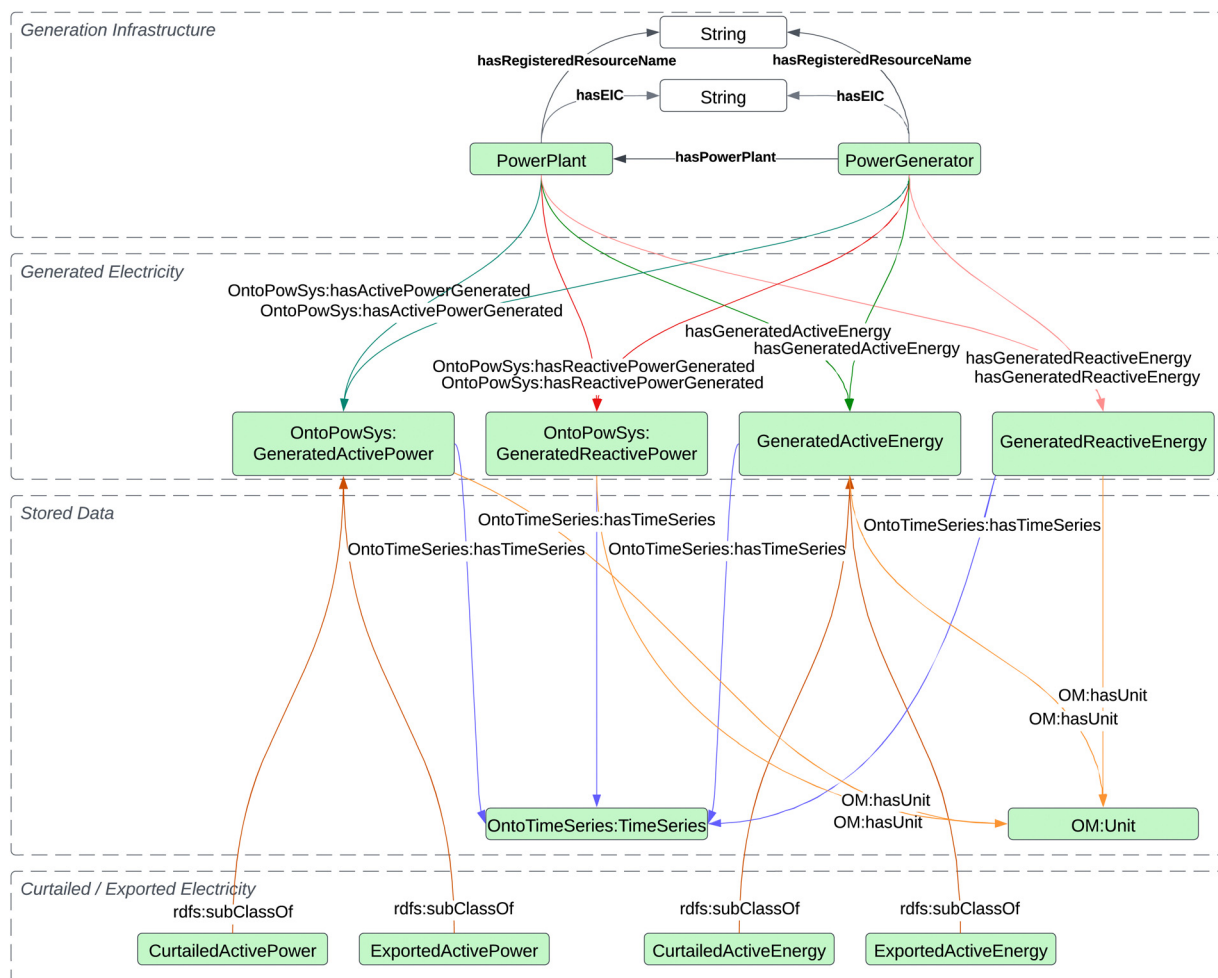 Generation Infrastructure
String
hasRegisteredResourceName
hasRegisteredResourceName
String
hasEIC
hasEIC
PowerPlant
hasPowerPlant
PowerGenerator
Generated Electricity
OntoPowSys:hasActivePowerGenerated
OntoPowSys:hasActivePowerGenerated
hasGeneratedActiveEnergy
hasGeneratedActiveEnergy
hasGeneratedReactiveEnergy
hasGeneratedReactiveEnergy
OntoPowSys:hasReactivePowerGenerated
OntoPowSys:hasReactivePowerGenerated
OntoPowSys:
GeneratedActivePower
OntoPowSys:
GeneratedReactivePower
GeneratedActiveEnergy
GeneratedReactiveEnergy
Stored Data
OntoTimeSeries:hasTimeSeries
OntoTimeSeries:hasTimeSeries
OntoTimeSeries:hasTimeSeries
OntoTimeSeries:hasTimeSeries
OM:hasUnit
OM:hasUnit
OM:hasUnit
OM:hasUnit
OntoTimeSeries:TimeSeries
OM:Unit
Curtailed / Exported Electricity
rdfs:subClassOf
rdfs:subClassOf
rdfs:subClassOf
rdfs:subClassOf
CurtailedActivePower
ExportedActivePower
CurtailedActiveEnergy
ExportedActiveEnergy